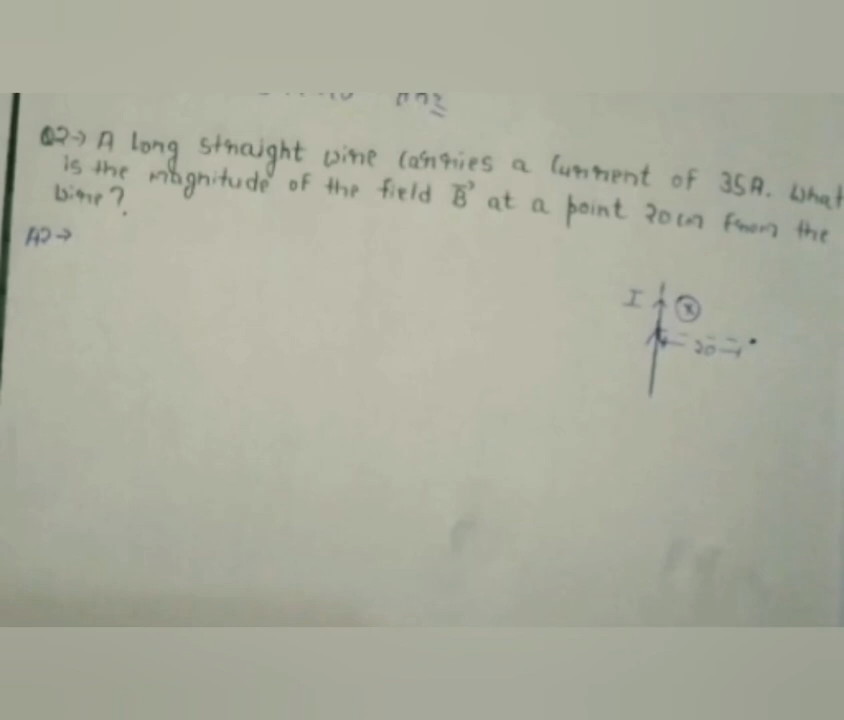 Q2→ A long straight wire carries a current of 35A. What
is the magnitude of the field B⃗ at a point 20cm from the
wire?
A2→
I
20